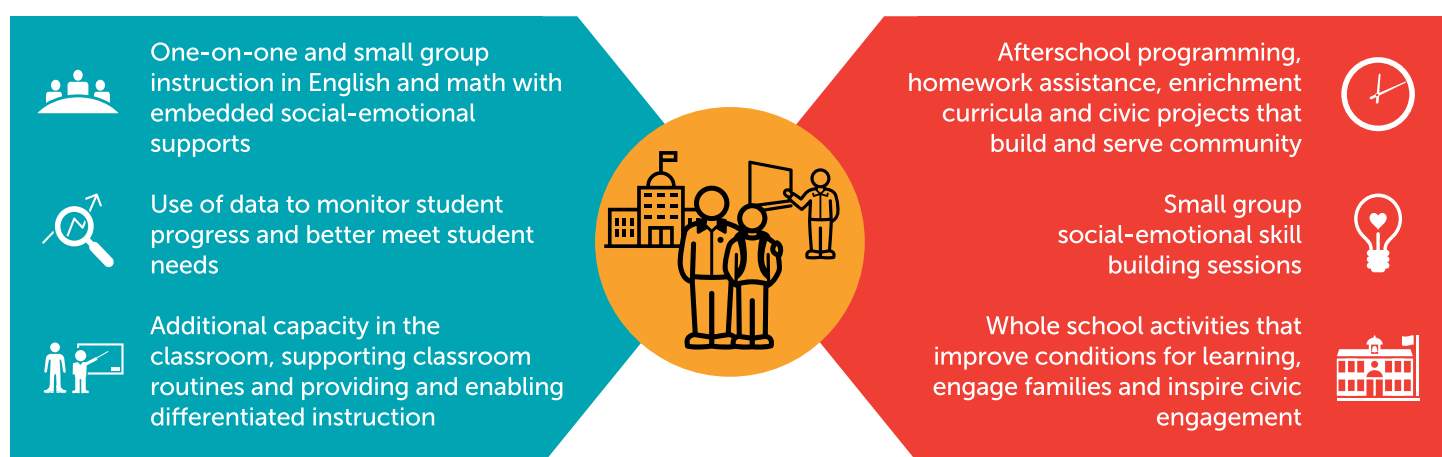 One-on-one and small group
instruction in English and math with
embedded social-emotional
supports
Use of data to monitor student
progress and better meet student
needs
Additional capacity in the
classroom, supporting classroom
routines and providing and enabling
differentiated instruction
Afterschool programming,
homework assistance, enrichment
curricula and civic projects that
build and serve community
Small group
social-emotional skill
building sessions
Whole school activities that
improve conditions for learning,
engage families and inspire civic
engagement